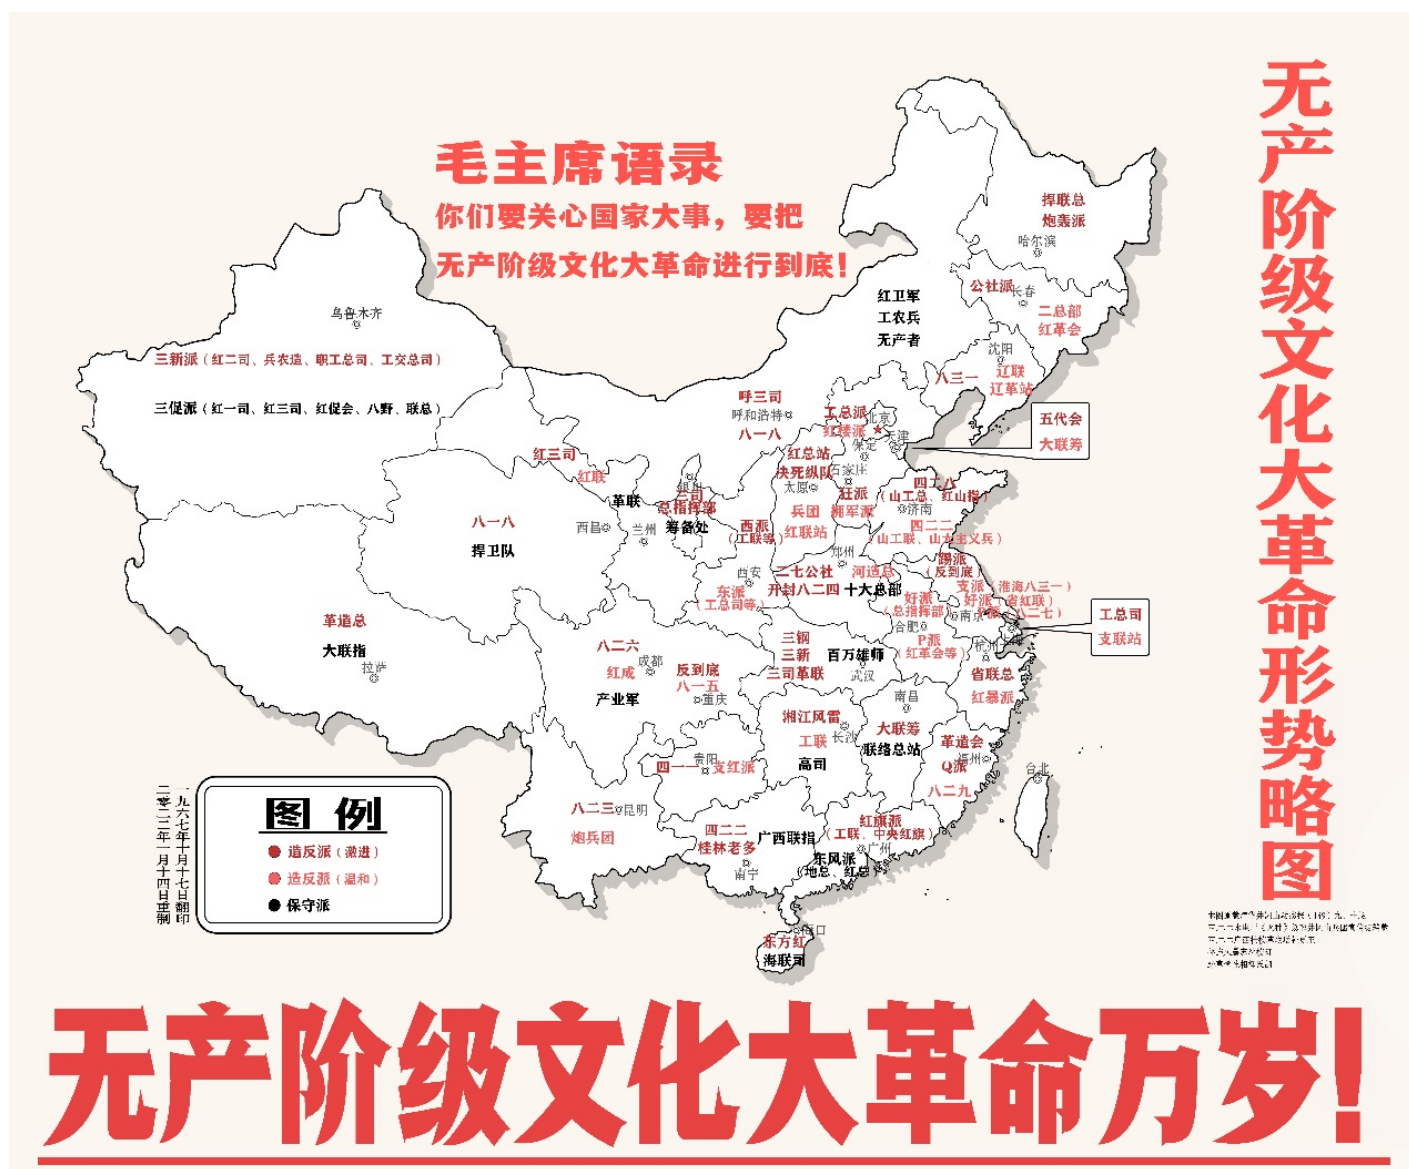 毛主席语录
你们要关心国家大事，要把
无产阶级文化大革命进行到底！
无产阶级文化大革命形势略图
捍联总
炮轰派
哈尔滨
公社派
长春
二总部
红革会
红卫军
工农兵
无产者
沈阳
八三一
辽联
辽革站
乌鲁木齐
三新派（红二司、兵农造、职工总司、工交总司）
三促派（红一司、红三司、红促会、八野、联总）
呼三司
呼和浩特
八一八
工总派
北京
红楼派
保定
天津
五代会
大联筹
红三司
红联
革联
西昌
兰州
银川
兰司
总指挥部
筹备处
红总站
决死纵队
太原
兵团
红联站
石家庄
狂派
拥军派
四二八
（山工总、红山指）
济南
四二二
（山工联、山大主义兵）
西派
（工联等）
八一八
捍卫队
西安
东派
（工总司等）
郑州
二七公社
河造总
开封八二四
十大总部
踢派
（反到底）
支派（淮海八三一）
好派（省红联）
南京
P派（八二七）
好派
（总指挥部）
合肥
P派
（红革会等）
工总司
支联站
革造总
大联指
拉萨
八二六
红成
成都
反到底
八一五
重庆
产业军
三钢
三新
三司革联
百万雄师
武汉
杭州
省联总
红暴派
南昌
大联筹
联络总站
湘江风雷
工联
长沙
高司
革造会
福州
Q派
八二九
台北
贵阳
四一一
支红派
八二三
昆明
炮兵团
四二二
桂林老多
广西联指
南宁
红旗派
（工联、中央红旗）
广州
东风派
（地总、红总）
海口
东方红
海联司
图例
造反派（激进）
造反派（温和）
保守派
一九六七年十月十七日翻印
二零二三年一月十四日重制
无产阶级文化大革命万岁！